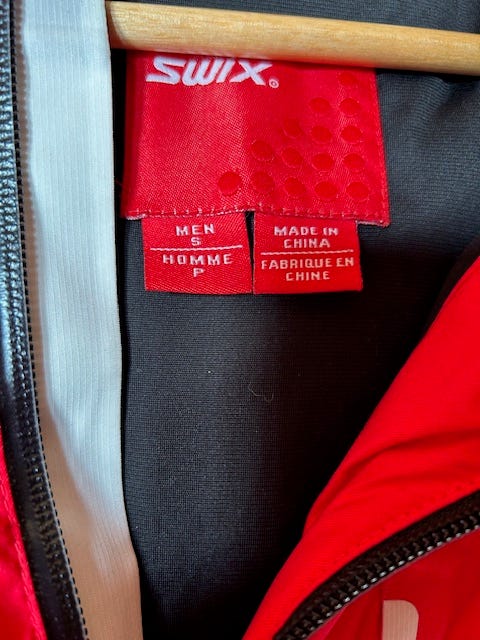 SWIX®
MEN
S
HOMME
P
MADE IN
CHINA
FABRIQUE EN
CHINE